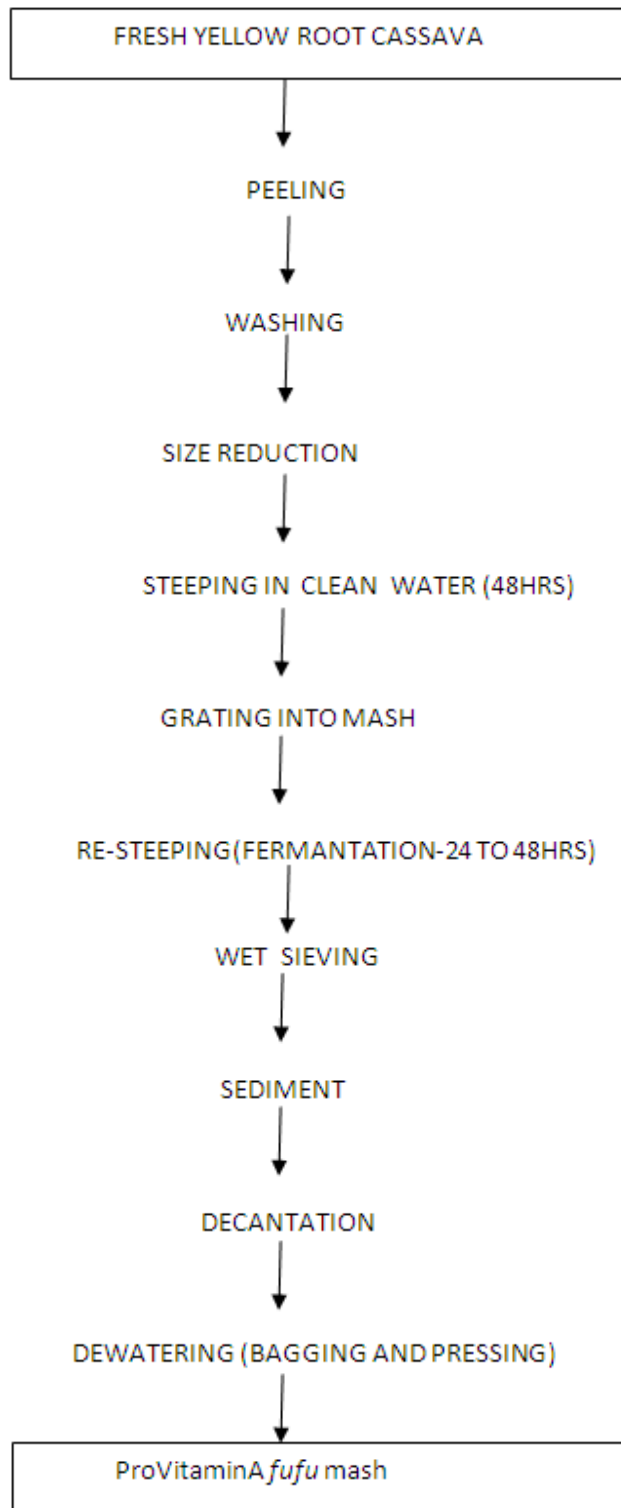 FRESH YELLOW ROOT CASSAVA
PEELING
WASHING
SIZE REDUCTION
STEEPING IN CLEAN WATER (48HRS)
GRATING INTO MASH
RE-STEEPING(FERMANTATION-24 TO 48HRS)
WET SIEVING
SEDIMENT
DECANTATION
DEWATERING (BAGGING AND PRESSING)
ProVitaminA fufu mash